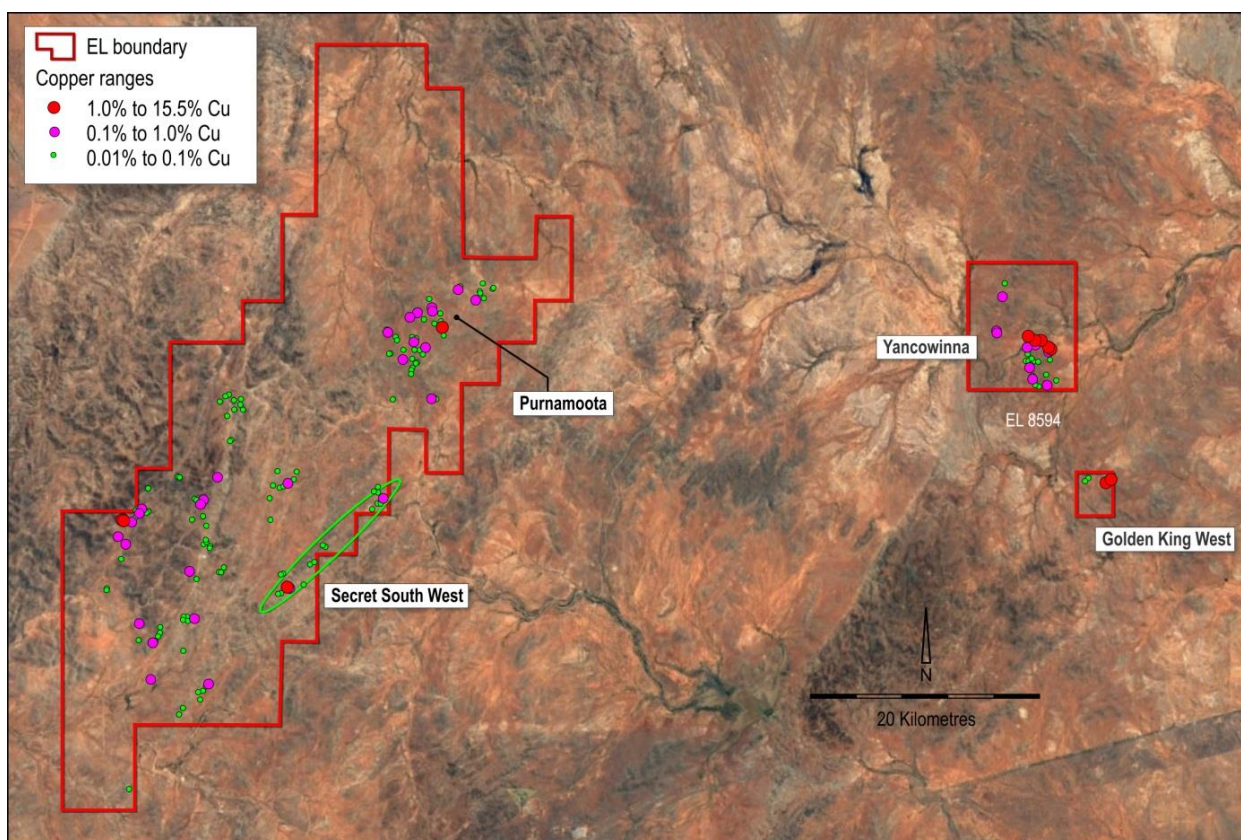 EL boundary
Copper ranges
1.0% to 15.5% Cu
0.1% to 1.0% Cu
0.01% to 0.1% Cu
Yancowinna
Purnamoota
EL 8594
Golden King West
Secret South West
N
20 Kilometres